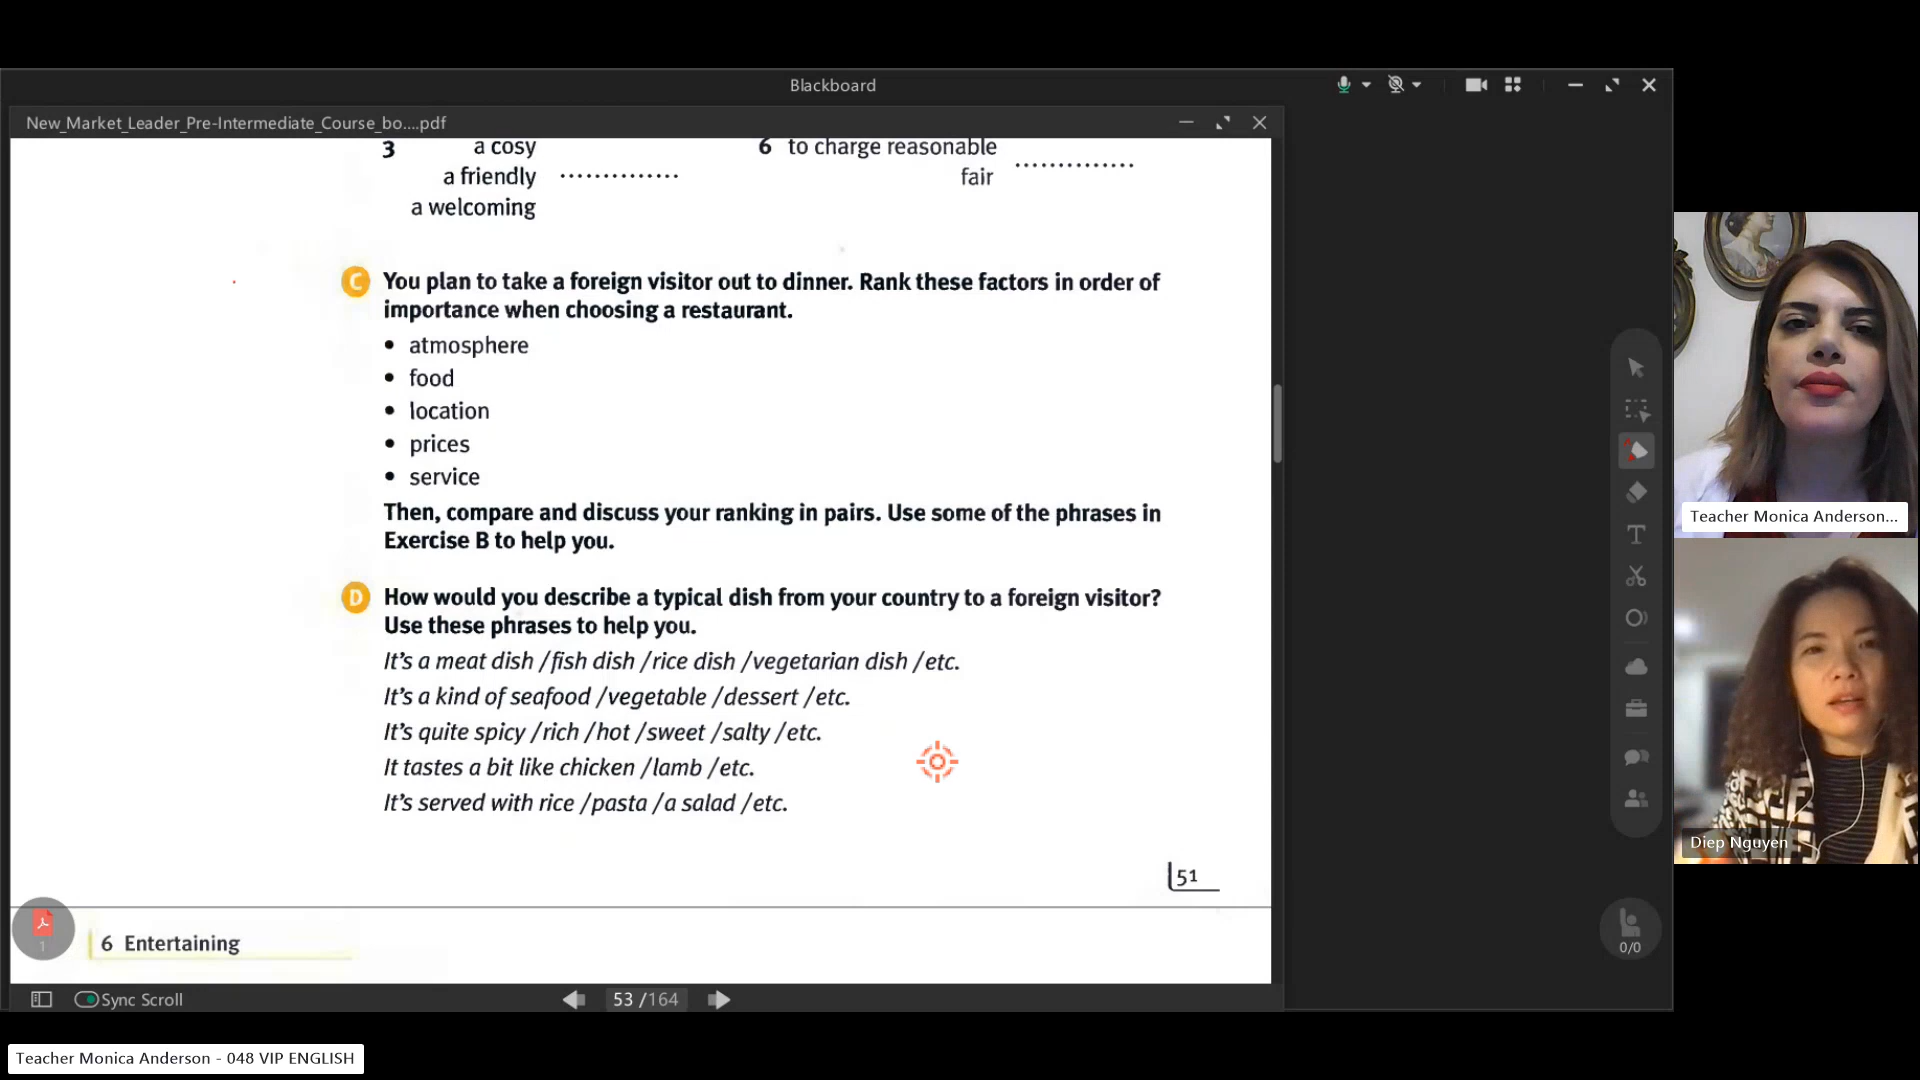 Blackboard
New_Market_Leader_Pre-Intermediate_Course_bo....pdf
3 a cosy
a friendly ..............
a welcoming
6 to charge reasonable
fair ..............
C You plan to take a foreign visitor out to dinner. Rank these factors in order of
importance when choosing a restaurant.
• atmosphere
• food
• location
• prices
• service
Then, compare and discuss your ranking in pairs. Use some of the phrases in
Exercise B to help you.
D How would you describe a typical dish from your country to a foreign visitor?
Use these phrases to help you.
It's a meat dish /fish dish /rice dish /vegetarian dish /etc.
It's a kind of seafood /vegetable /dessert /etc.
It's quite spicy /rich /hot /sweet /salty /etc.
It tastes a bit like chicken /lamb /etc.
It's served with rice /pasta /a salad /etc.
51
1
6 Entertaining
Sync Scroll
53 /164
0/0
Teacher Monica Anderson...
Diep Nguyen
Teacher Monica Anderson - 048 VIP ENGLISH